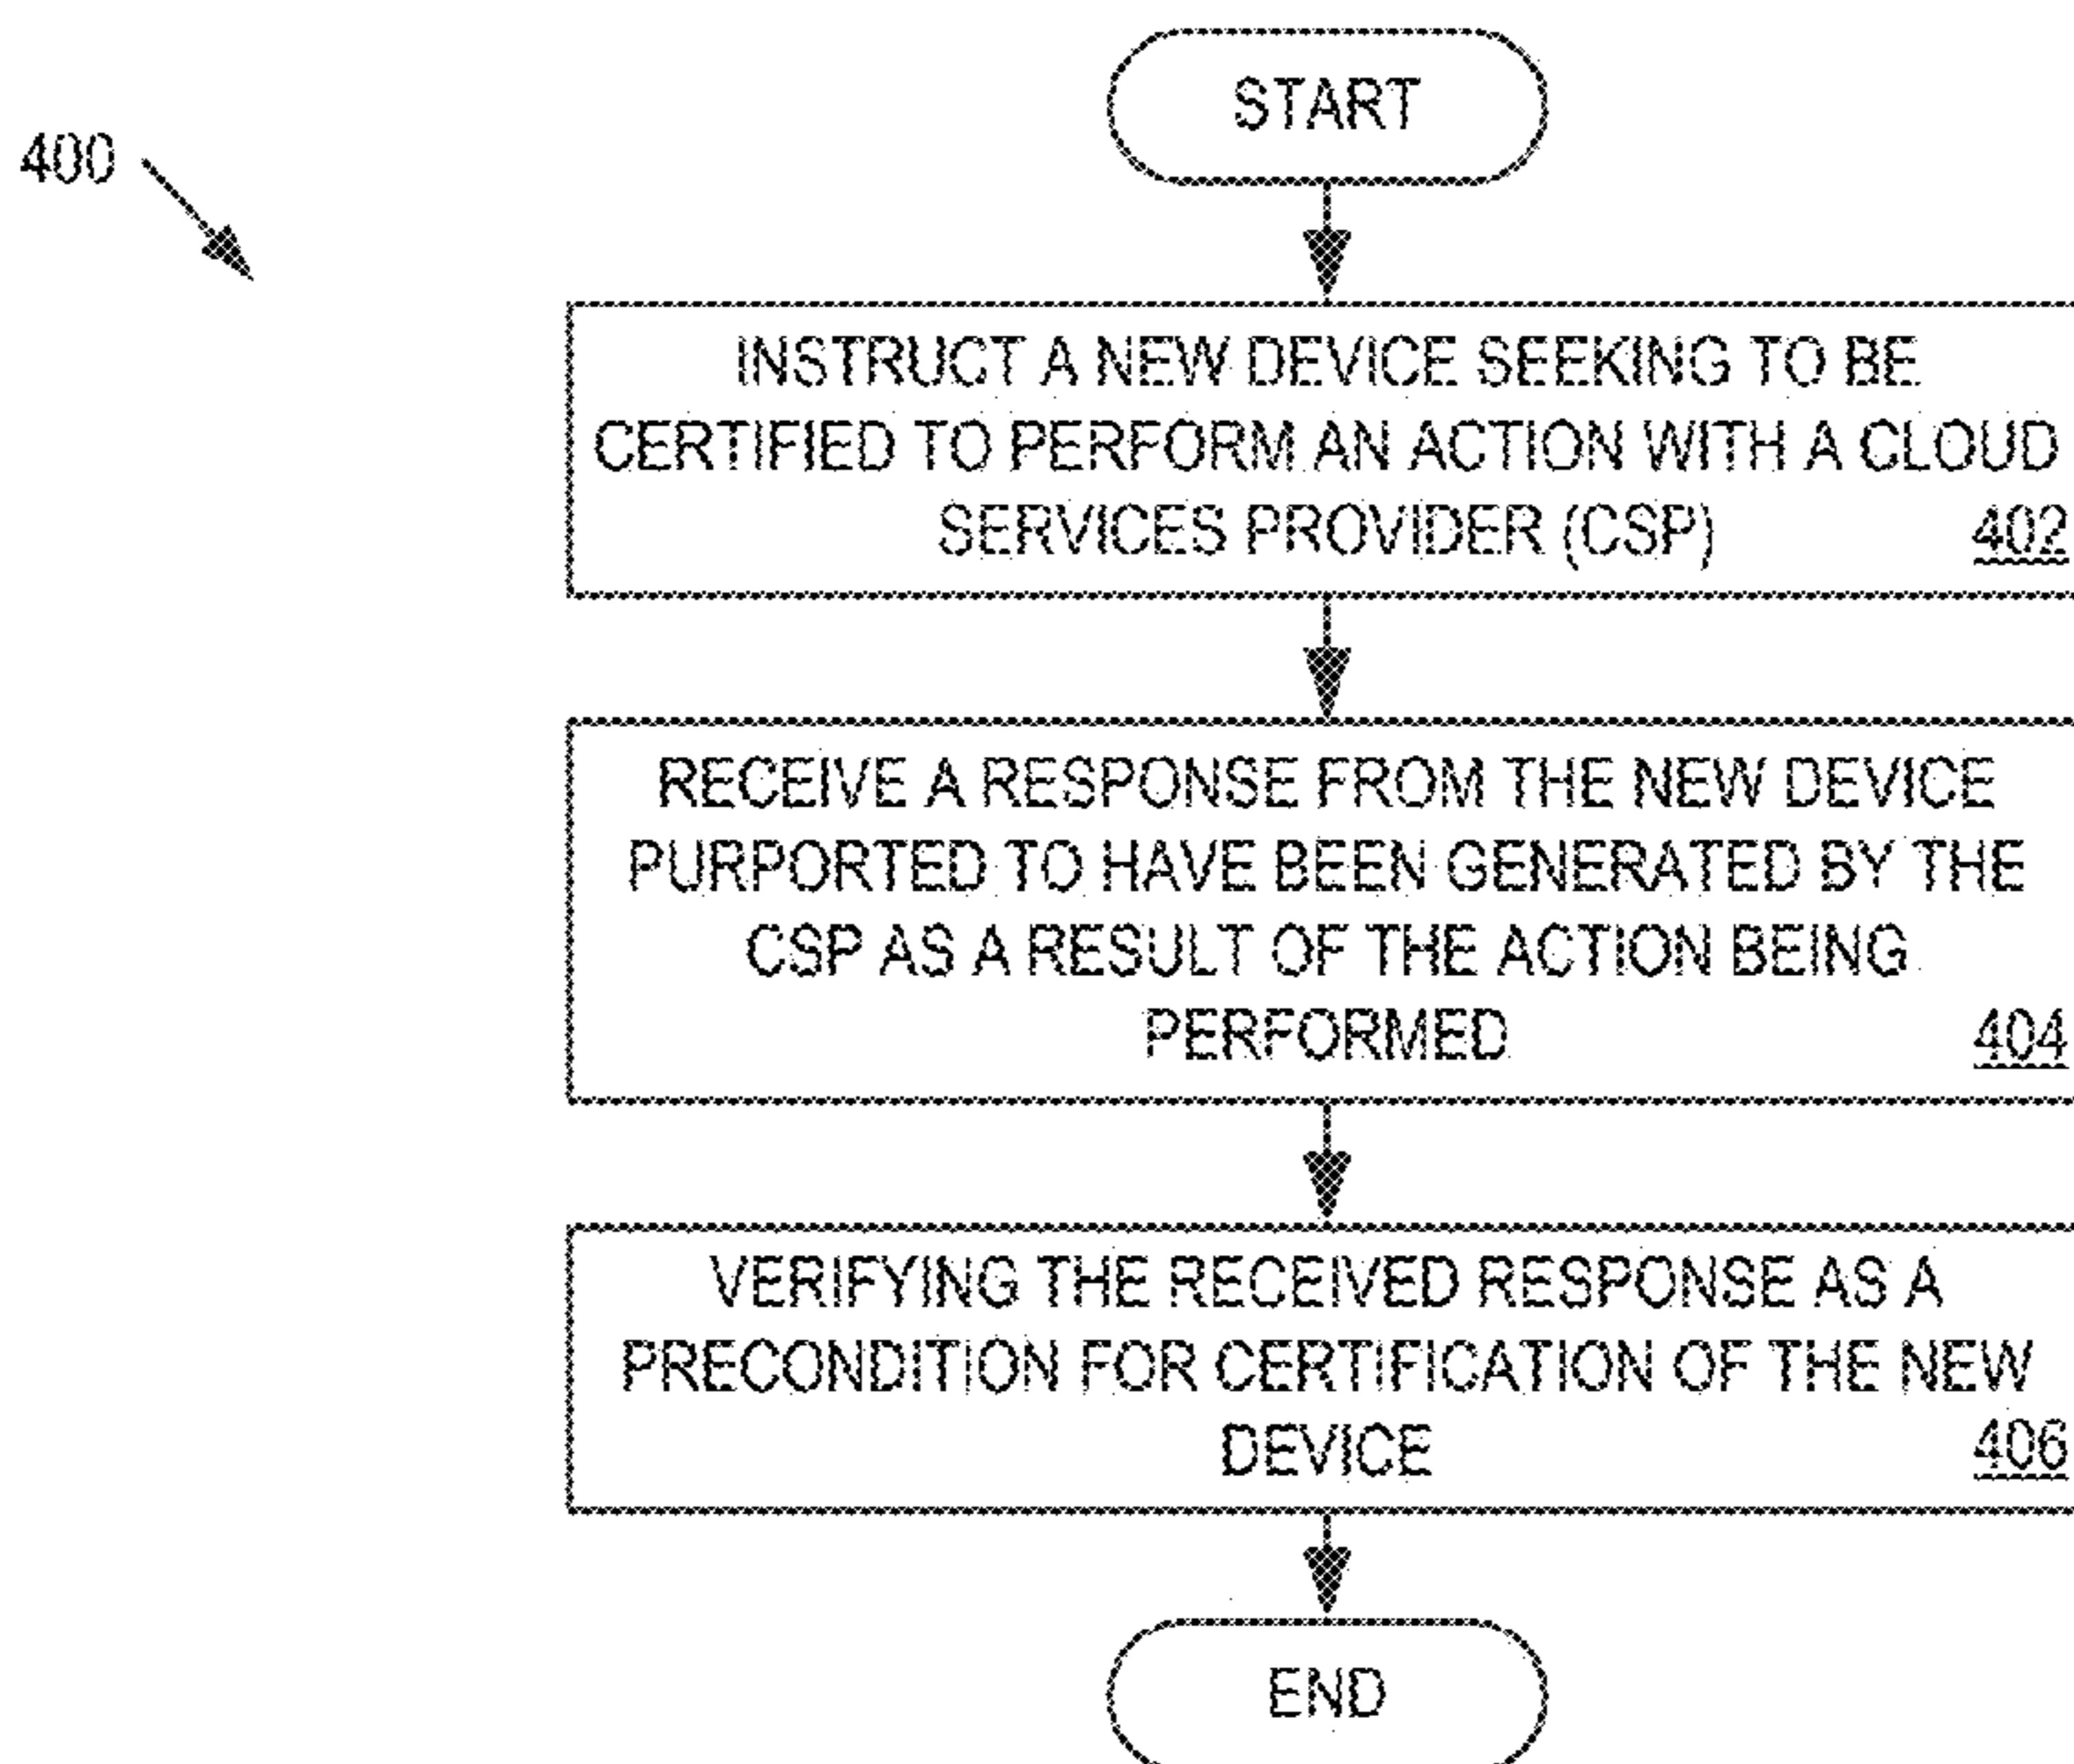 START
400
INSTRUCT A NEW DEVICE SEEKING TO BE
CERTIFIED TO PERFORM AN ACTION WITH A CLOUD
SERVICES PROVIDER (CSP) 402
RECEIVE A RESPONSE FROM THE NEW DEVICE
PURPORTED TO HAVE BEEN GENERATED BY THE
CSP AS A RESULT OF THE ACTION BEING
PERFORMED 404
VERIFYING THE RECEIVED RESPONSE AS A
PRECONDITION FOR CERTIFICATION OF THE NEW
DEVICE 406
END